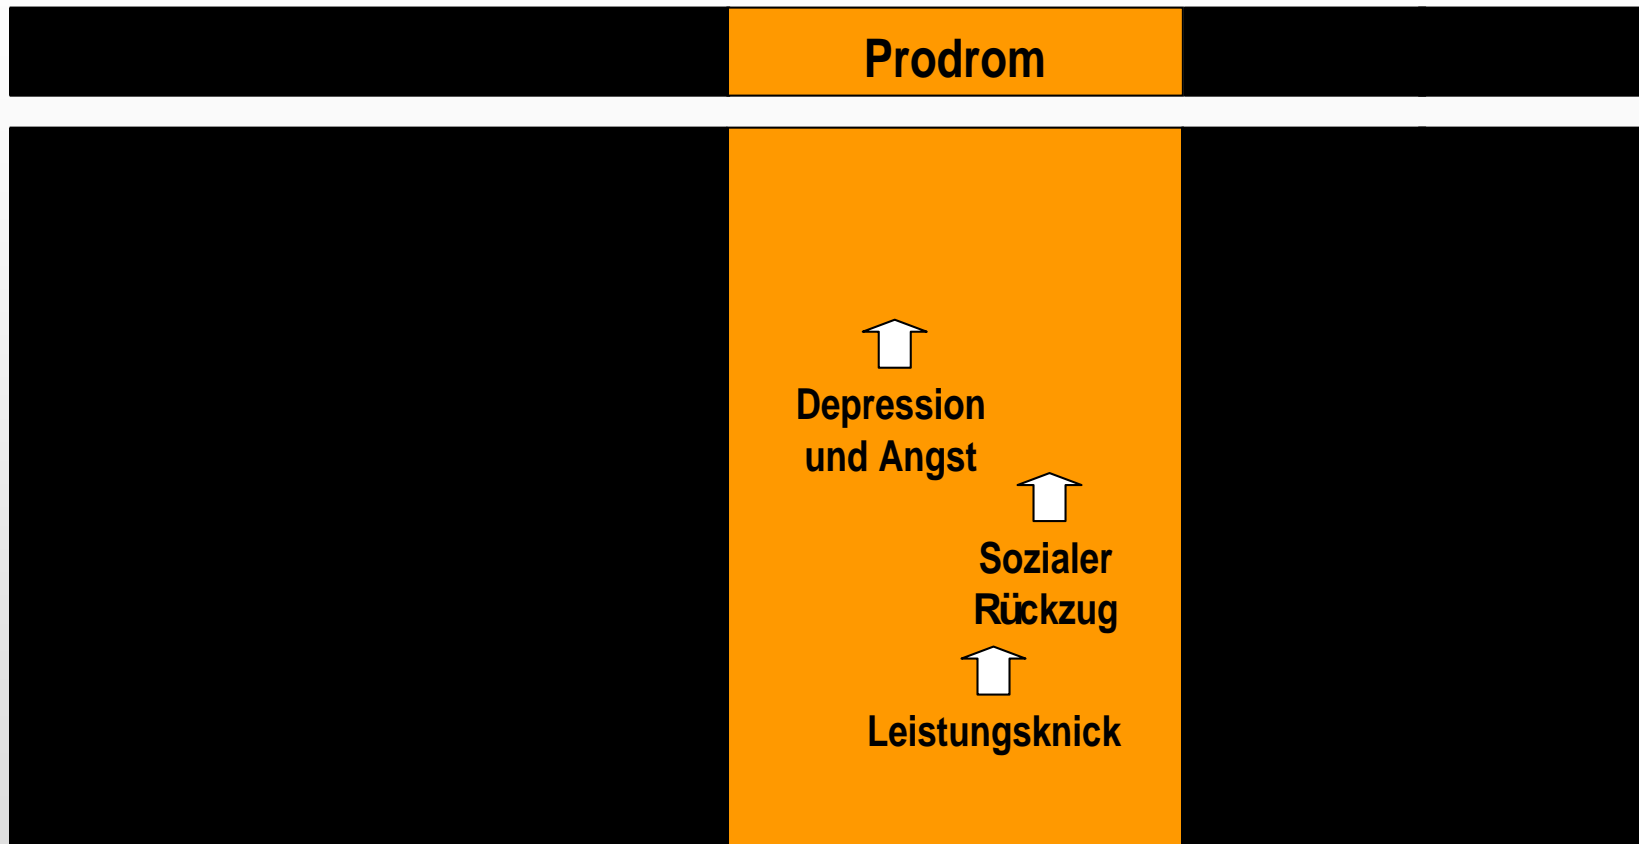 Prodrom
Depression
und Angst
Sozialer
Rückzug
Leistungsknick